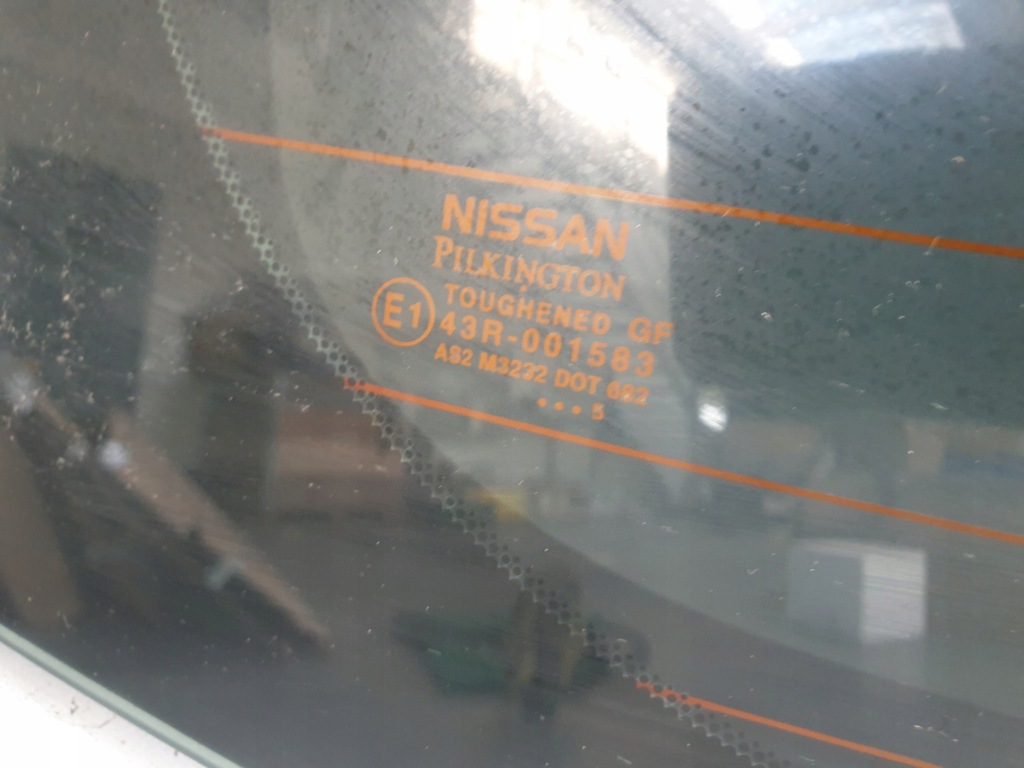 NISSAN
PILKINGTON
TOUGHENED GF
E1 43R-001583
AS2 M3232 DOT 682
• • • 5